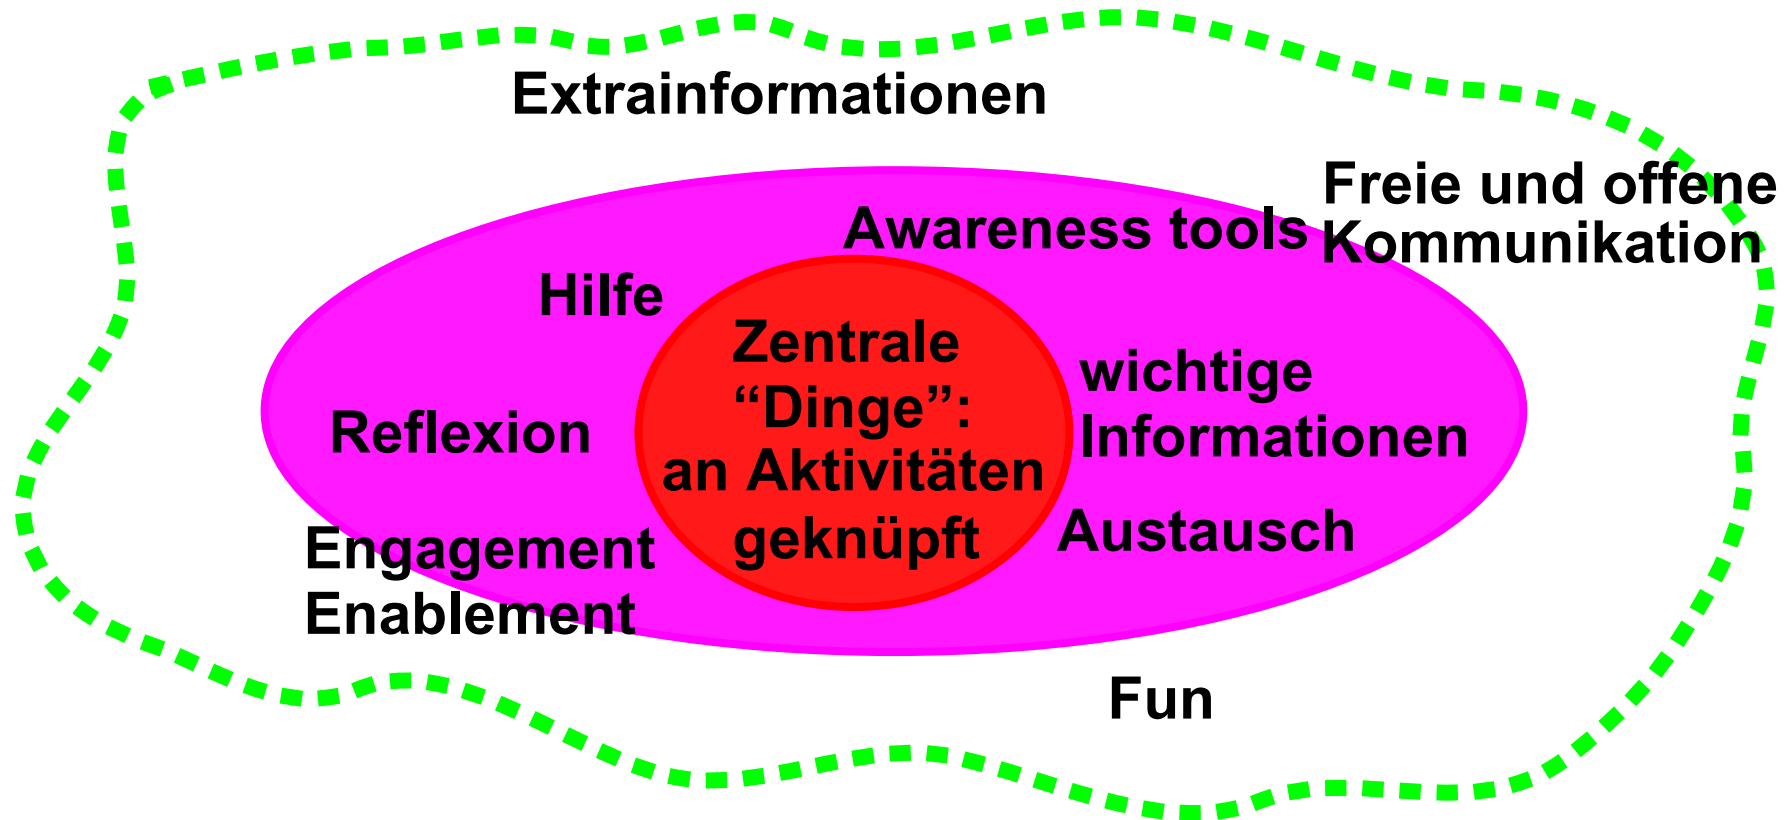 Extrainformationen
Freie und offene
Kommunikation
Awareness tools
Hilfe
Zentrale
“Dinge”:
an Aktivitäten
geknüpft
wichtige
Informationen
Reflexion
Austausch
Engagement
Enablement
Fun